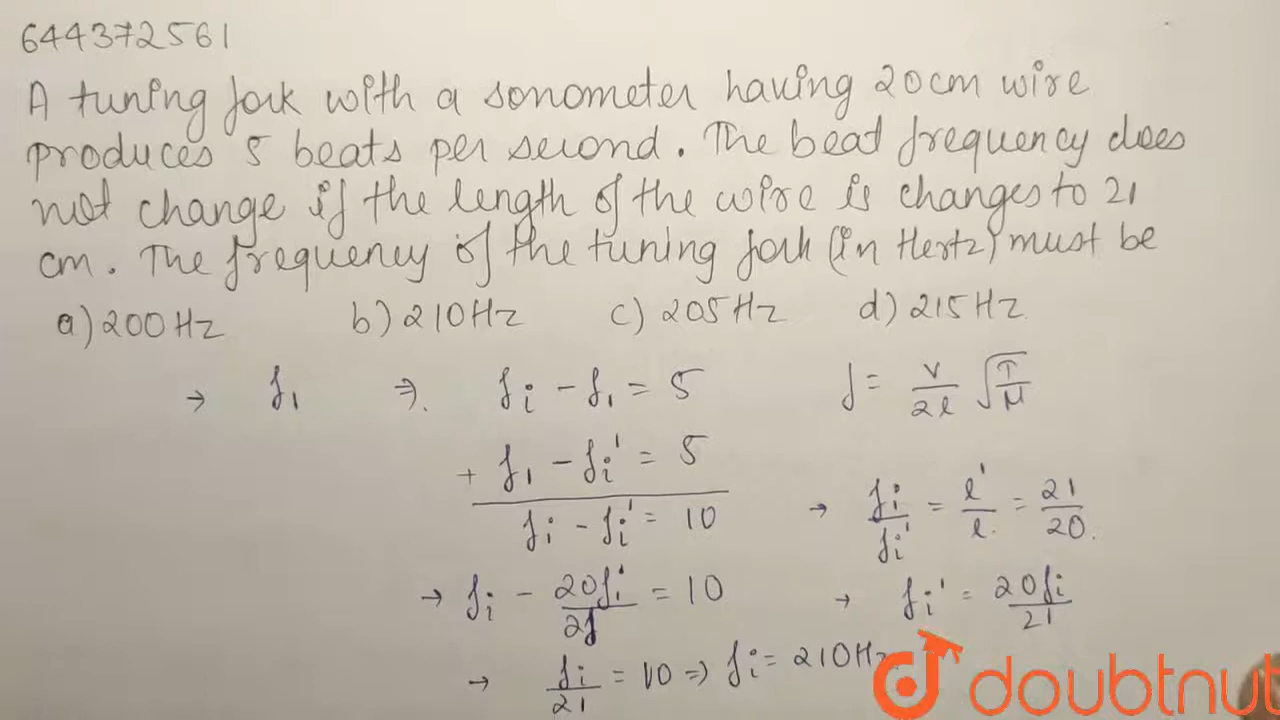 644372561
A tuning fork with a sonometer having 20cm wire
produces 5 beats per second. The beat frequency does
not change if the length of the wire is changes to 21
cm. The frequency of the tuning fork (in Hertz) must be
a) 200 Hz b) 210 Hz c) 205 Hz d) 215 Hz
→ f₁ ⇒. fᵢ - f₁ = 5 f = v/2l √T/μ
+ f₁ - fᵢ' = 5
fᵢ - fᵢ' = 10 → fᵢ/fᵢ' = l'/l = 21/20.
→ fᵢ - 20fᵢ/21 = 10 → fᵢ' = 20fᵢ/21
→ fᵢ/21 = 10 ⇒ fᵢ = 210 Hz.
doubtnut